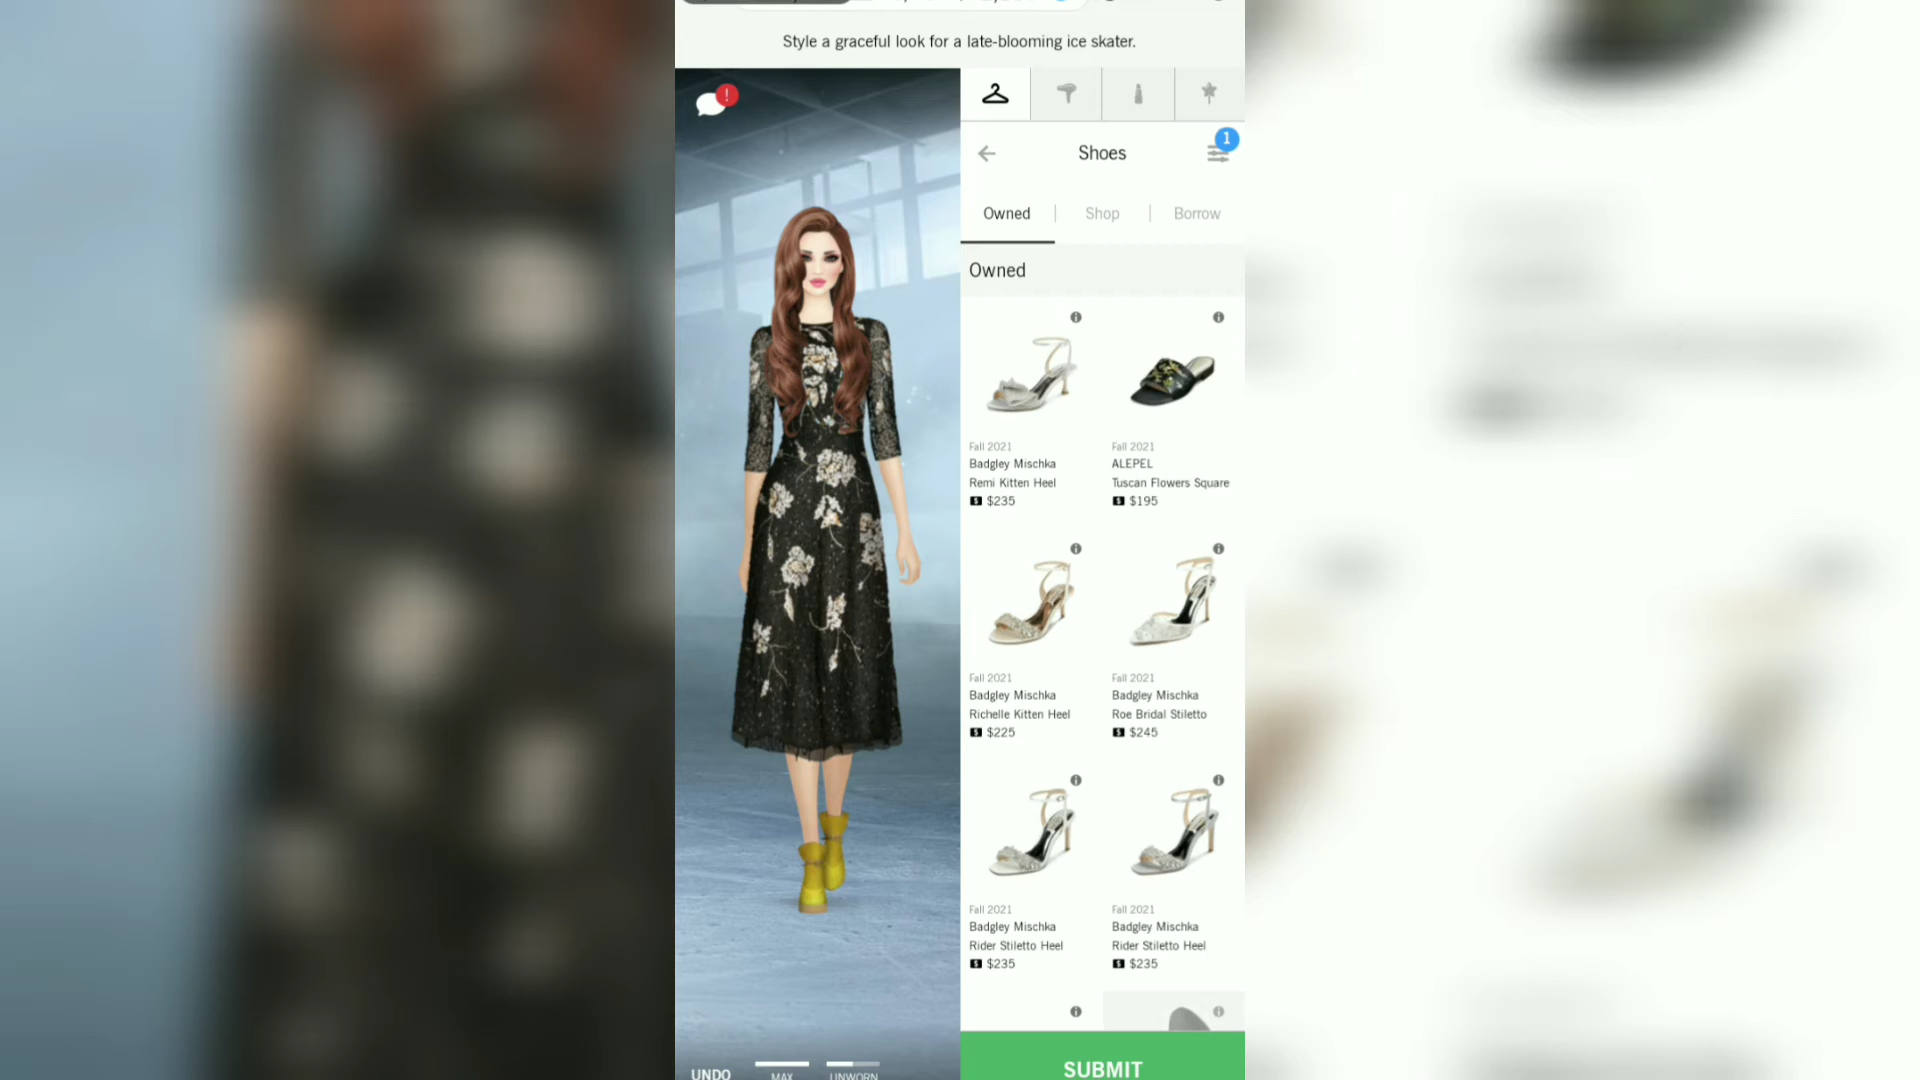 Style a graceful look for a late-blooming ice skater.
!
1
Shoes
Owned
Shop
Borrow
Owned
Fall 2021
Badgley Mischka
Remi Kitten Heel
$235
Fall 2021
ALEPEL
Tuscan Flowers Square
$195
Fall 2021
Badgley Mischka
Richelle Kitten Heel
$225
Fall 2021
Badgley Mischka
Roe Bridal Stiletto
$245
Fall 2021
Badgley Mischka
Rider Stiletto Heel
$235
Fall 2021
Badgley Mischka
Rider Stiletto Heel
$235
UNDO
MAX
UNWORN
SUBMIT